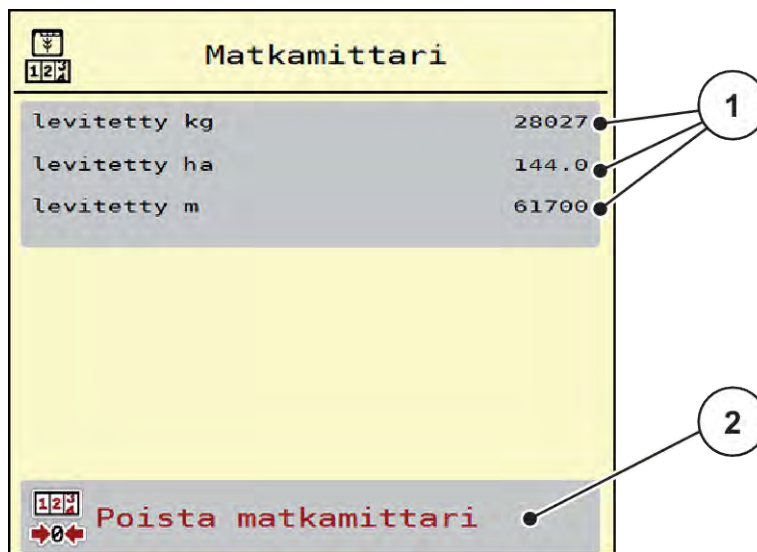 Matkamittari
levitetty kg 28027
levitetty ha 144.0
levitetty m 61700
1
2
Poista matkamittari